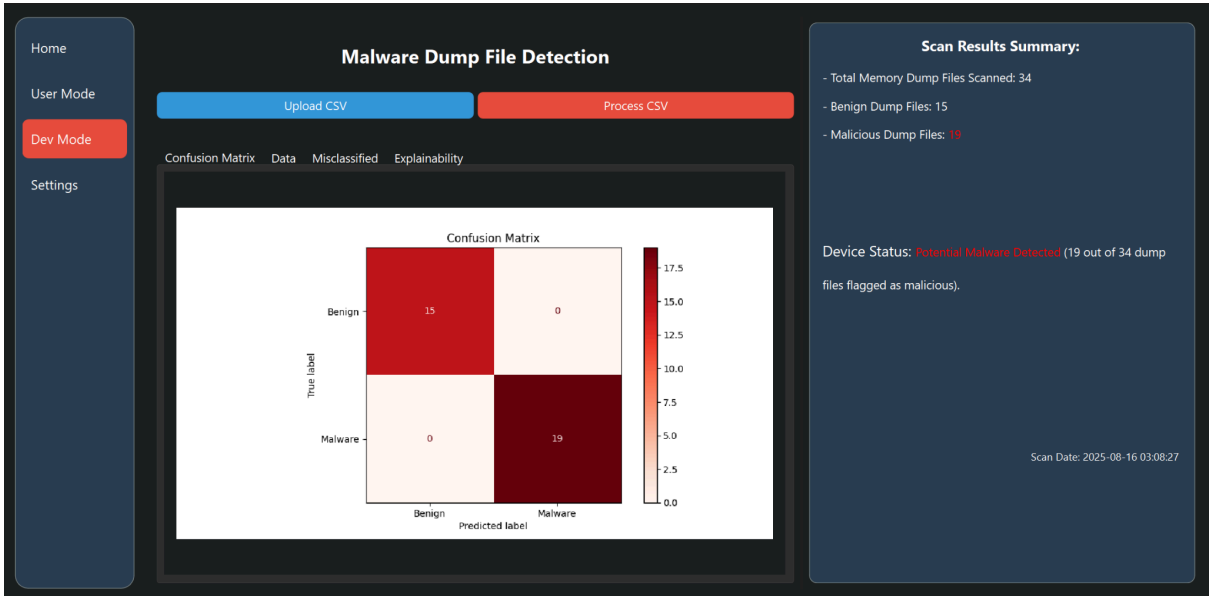 Home
User Mode
Dev Mode
Settings
Malware Dump File Detection
Upload CSV
Process CSV
Confusion Matrix
Data
Misclassified
Explainability
Confusion Matrix
True label
Benign
Malware
15
0
0
19
Benign
Malware
Predicted label
17.5
15.0
12.5
10.0
7.5
5.0
2.5
0.0
Scan Results Summary:
- Total Memory Dump Files Scanned: 34
- Benign Dump Files: 15
- Malicious Dump Files: 19
Device Status: Potential Malware Detected (19 out of 34 dump
files flagged as malicious).
Scan Date: 2025-08-16 03:08:27